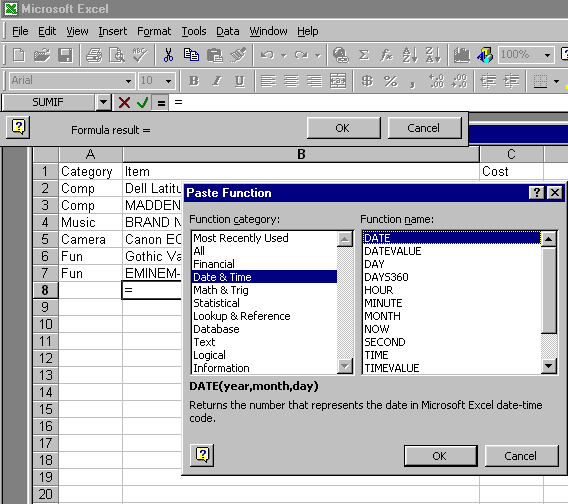 Microsoft Excel
File Edit View Insert Format Tools Data Window Help
Σ fx A Z Z A 100%
Arial 10 B I U $ % ,
SUMIF = =
? Formula result = OK Cancel
A B C
1 Category Item Cost
2 Comp Dell Latitu
3 Comp MADDEN
4 Music BRAND N
5 Camera Canon EO
6 Fun Gothic Va
7 Fun EMINEM-
8 =
9
10
11
12
13
14
15
16
17
18
19
20
Paste Function ? ×
Function category: Function name:
Most Recently Used DATE
All DATEVALUE
Financial DAY
Date & Time DAYS360
Math & Trig HOUR
Statistical MINUTE
Lookup & Reference MONTH
Database NOW
Text SECOND
Logical TIME
Information TIMEVALUE
DATE(year,month,day)
Returns the number that represents the date in Microsoft Excel date-time
code.
? OK Cancel